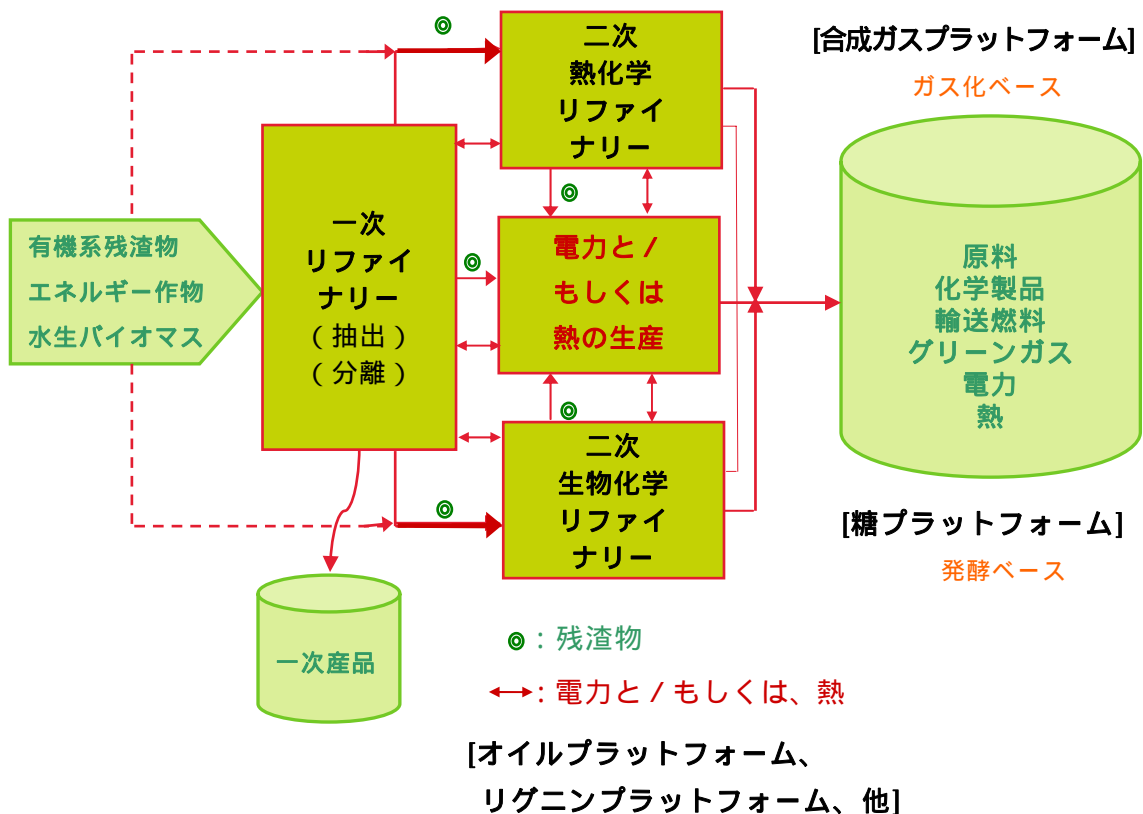 有機系残渣物
エネルギー作物
水生バイオマス
一次
リファイ
ナリー
(抽出)
(分離)
一次産品
◎
二次
熱化学
リファイ
ナリー
◎
◎
電力と/
もしくは
熱の生産
◎
二次
生物化学
リファイ
ナリー
◎
[合成ガスプラットフォーム]
ガス化ベース
原料
化学製品
輸送燃料
グリーンガス
電力
熱
[糖プラットフォーム]
発酵ベース
◎:残渣物
↔:電力と/もしくは、熱
[オイルプラットフォーム、
リグニンプラットフォーム、他]